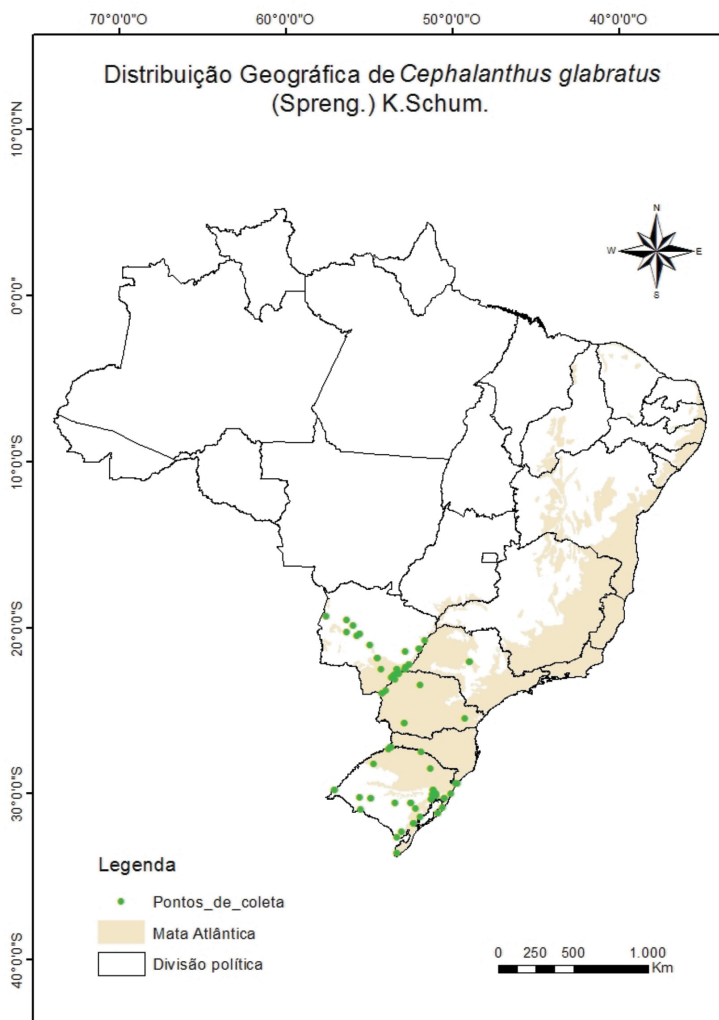 70°0'0"O 60°0'0"O 50°0'0"O 40°0'0"O
Distribuição Geográfica de Cephalanthus glabratus
(Spreng.) K.Schum.
10°0'0"N
0°0'0"
10°0'0"S
20°0'0"S
30°0'0"S
40°0'0"S
N
W E
S
Legenda
Pontos_de_coleta
Mata Atlântica
Divisão política
0 250 500 1.000
Km